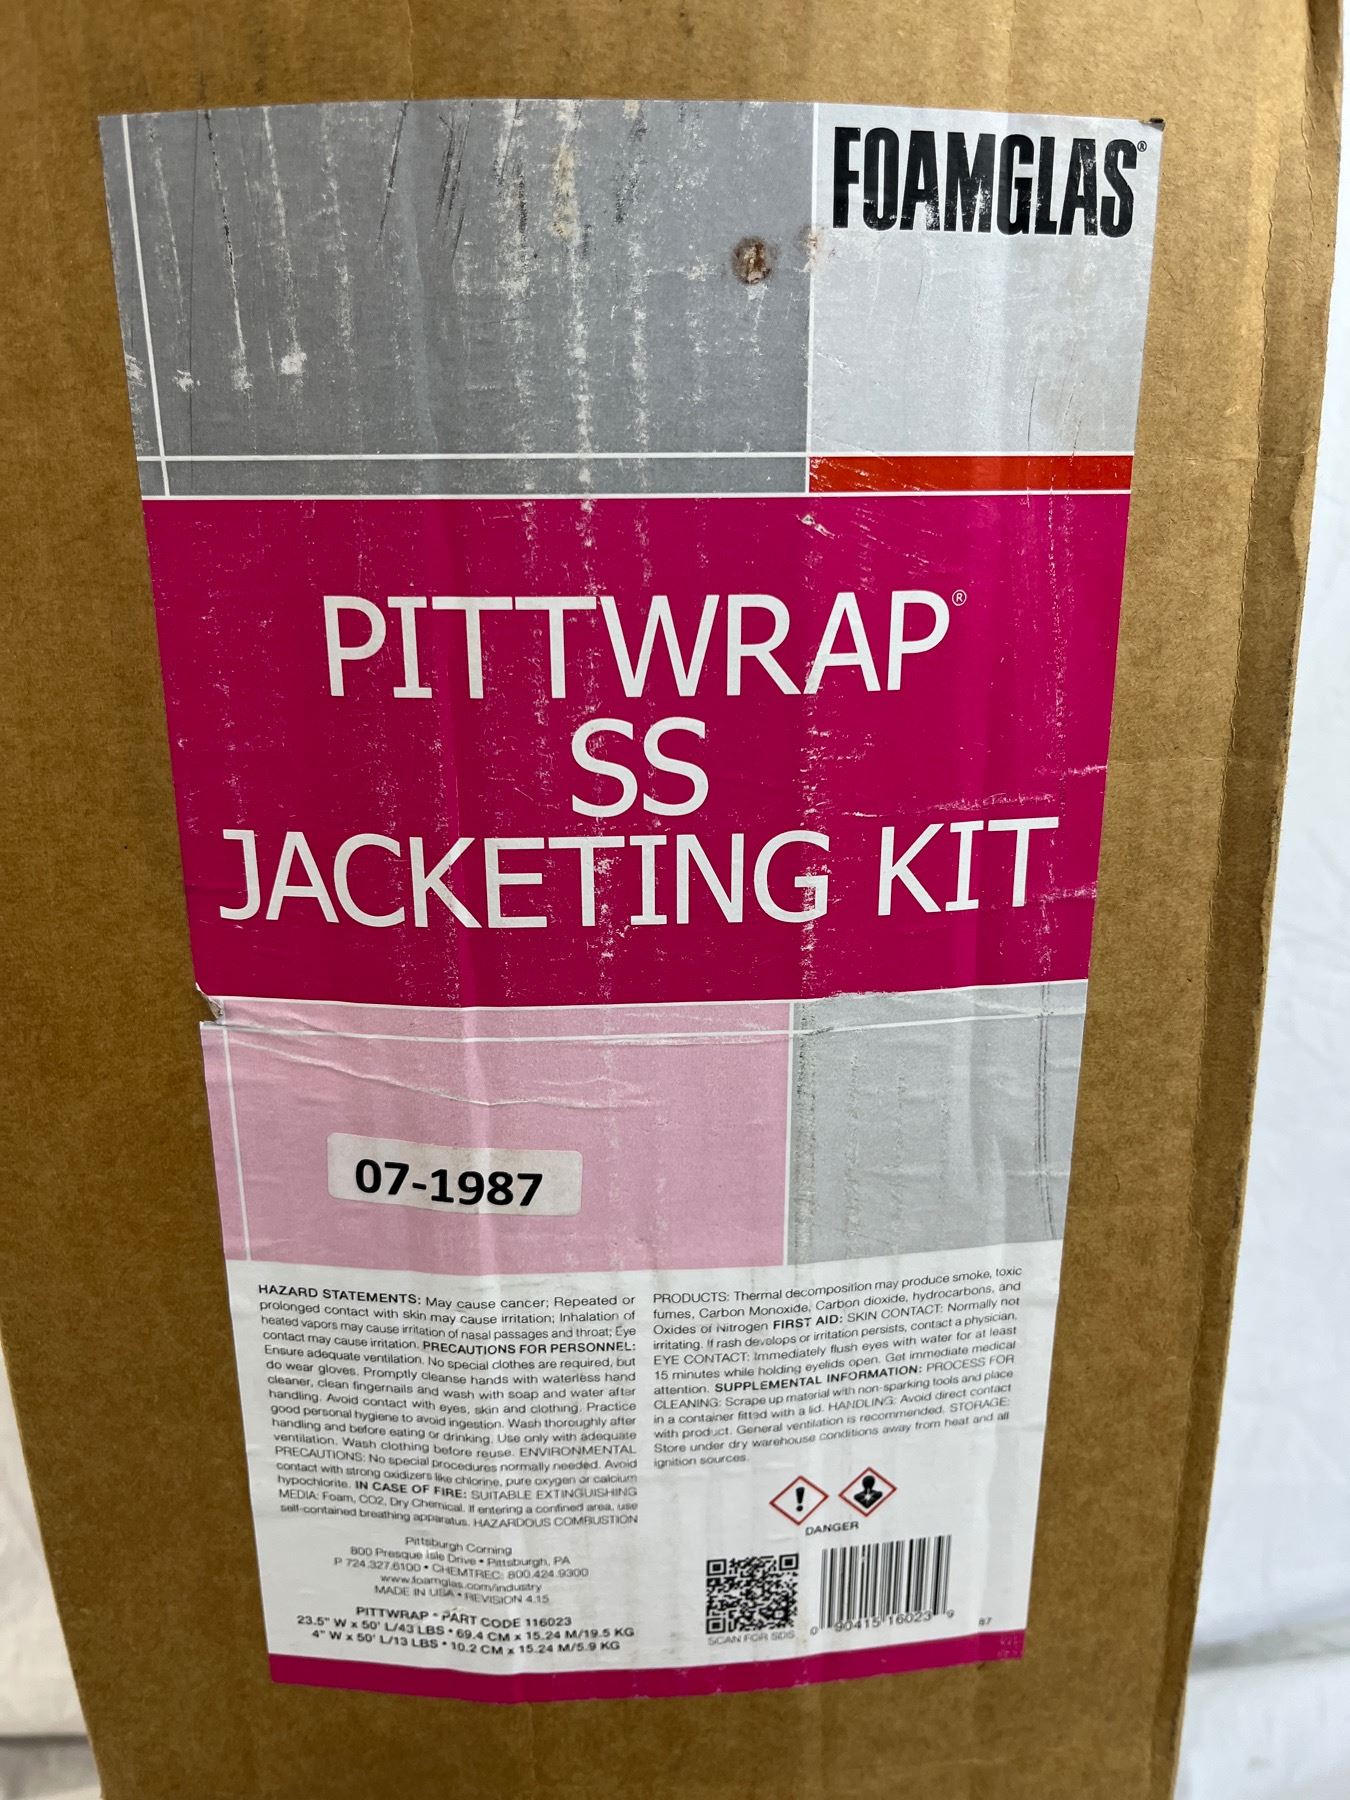 FOAMGLAS®
PITTWRAP®
SS
JACKETING KIT
07-1987
HAZARD STATEMENTS: May cause cancer; Repeated or
prolonged contact with skin may cause irritation; Inhalation of
heated vapors may cause irritation of nasal passages and throat; Eye
contact may cause irritation. PRECAUTIONS FOR PERSONNEL:
Ensure adequate ventilation. No special clothes are required, but
do wear gloves. Promptly cleanse hands with waterless hand
cleaner, clean fingernails and wash with soap and water after
handling. Avoid contact with eyes, skin and clothing. Practice
good personal hygiene to avoid ingestion. Wash thoroughly after
handling and before eating or drinking. Use only with adequate
ventilation. Wash clothing before reuse. ENVIRONMENTAL
PRECAUTIONS: No special procedures normally needed. Avoid
contact with strong oxidizers like chlorine, pure oxygen or calcium
hypochlorite. IN CASE OF FIRE: SUITABLE EXTINGUISHING
MEDIA: Foam, CO2, Dry Chemical. If entering a confined area, use
self-contained breathing apparatus. HAZARDOUS COMBUSTION
PRODUCTS: Thermal decomposition may produce smoke, toxic
fumes, Carbon Monoxide, Carbon dioxide, hydrocarbons, and
Oxides of Nitrogen FIRST AID: SKIN CONTACT: Normally not
irritating. If rash develops or irritation persists, contact a physician.
EYE CONTACT: Immediately flush eyes with water for at least
15 minutes while holding eyelids open. Get immediate medical
attention. SUPPLEMENTAL INFORMATION: PROCESS FOR
CLEANING: Scrape up material with non-sparking tools and place
in a container fitted with a lid. HANDLING: Avoid direct contact
with product. General ventilation is recommended. STORAGE:
Store under dry warehouse conditions away from heat and all
ignition sources.
DANGER
Pittsburgh Corning
800 Presque Isle Drive • Pittsburgh, PA
P 724.327.6100 • CHEMTREC: 800.424.9300
www.foamglas.com/industry
MADE IN USA • REVISION 4.15
PITTWRAP • PART CODE 116023
23.5" W x 50' L/43 LBS • 69.4 CM x 15.24 M/19.5 KG
4" W x 50' L/13 LBS • 10.2 CM x 15.24 M/5.9 KG
SCAN FOR SDS
0 90415 16023 9
87